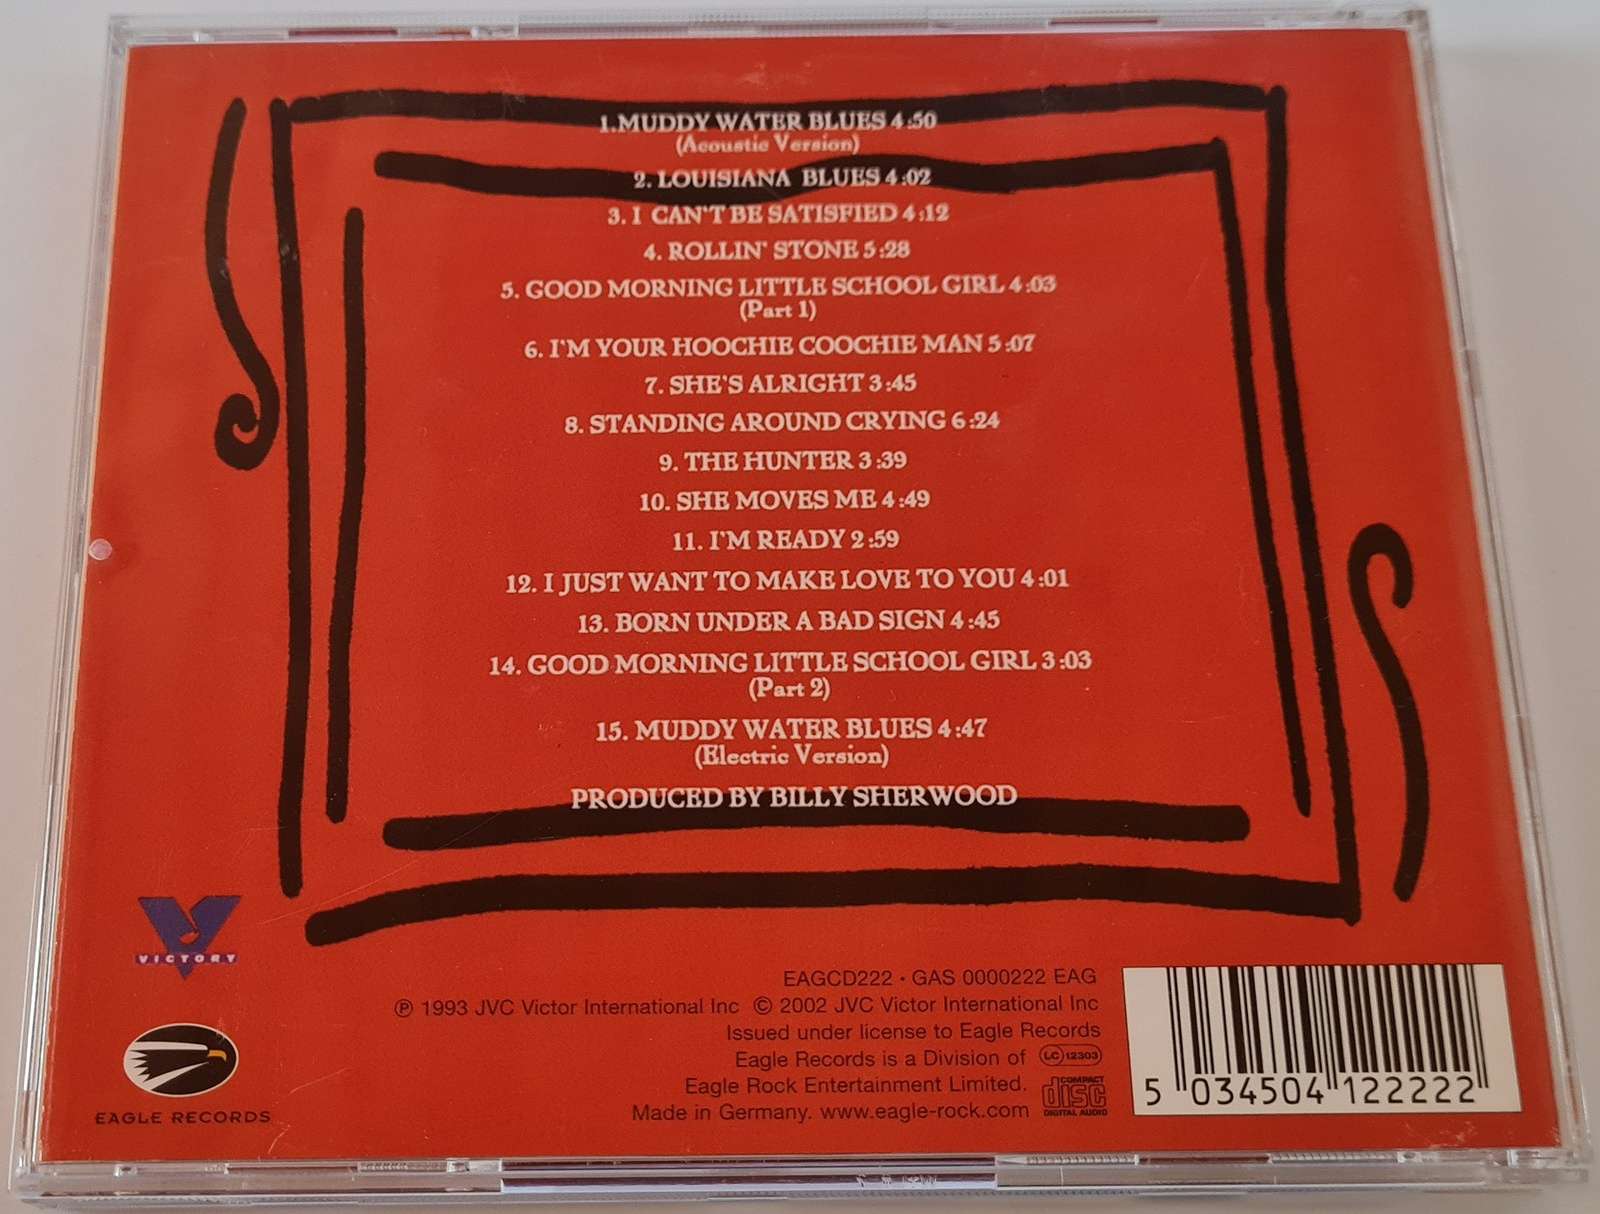 1.MUDDY WATER BLUES 4:50
(Acoustic Version)
2. LOUISIANA BLUES 4:02
3. I CAN'T BE SATISFIED 4:12
4. ROLLIN' STONE 5:28
5. GOOD MORNING LITTLE SCHOOL GIRL 4:03
(Part 1)
6. I'M YOUR HOOCHIE COOCHIE MAN 5:07
7. SHE'S ALRIGHT 3:45
8. STANDING AROUND CRYING 6:24
9. THE HUNTER 3:39
10. SHE MOVES ME 4:49
11. I'M READY 2:59
12. I JUST WANT TO MAKE LOVE TO YOU 4:01
13. BORN UNDER A BAD SIGN 4:45
14. GOOD MORNING LITTLE SCHOOL GIRL 3:03
(Part 2)
15. MUDDY WATER BLUES 4:47
(Electric Version)
PRODUCED BY BILLY SHERWOOD
VICTORY
EAGLE RECORDS
EAGCD222 · GAS 0000222 EAG
℗ 1993 JVC Victor International Inc © 2002 JVC Victor International Inc
Issued under license to Eagle Records
Eagle Records is a Division of LC 12303
Eagle Rock Entertainment Limited.
Made in Germany. www.eagle-rock.com
COMPACT
disc
DIGITAL AUDIO
5 034504 122222